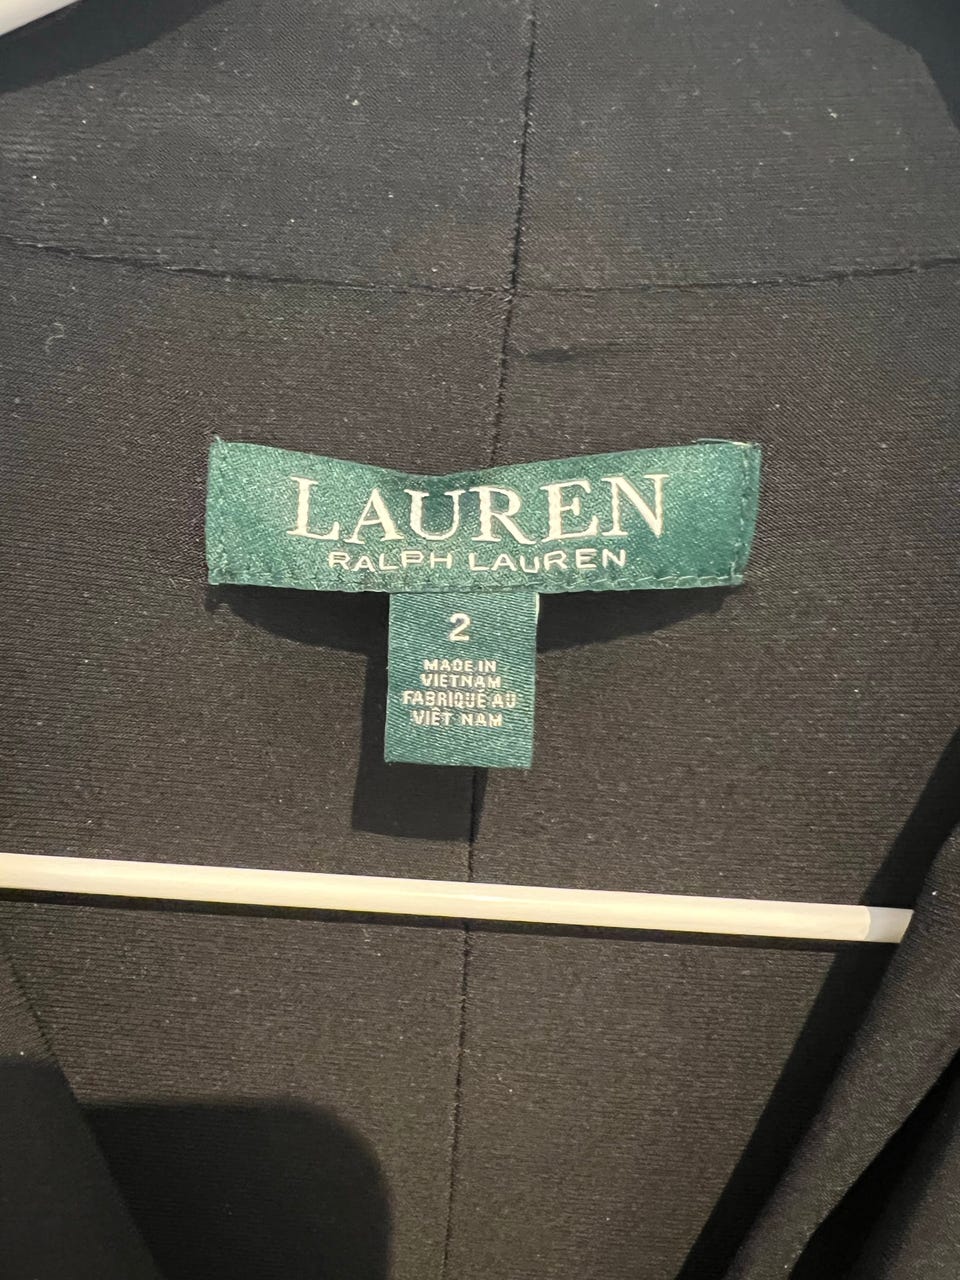 LAUREN
RALPH LAUREN
2
MADE IN
VIETNAM
FABRIQUÉ AU
VIÊT NAM